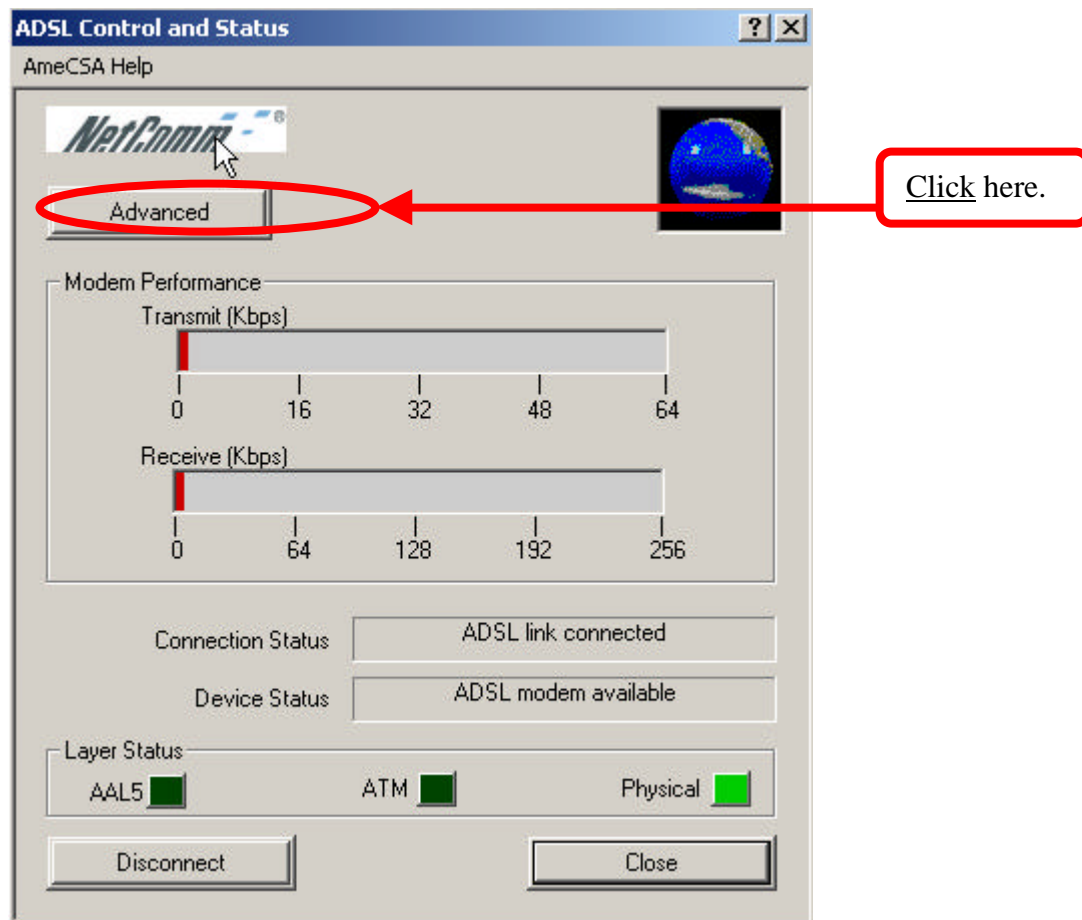 ADSL Control and Status
AmeCSA Help
NetComm®
Advanced
Click here.
Modem Performance
Transmit (Kbps)
0 16 32 48 64
Receive (Kbps)
0 64 128 192 256
Connection Status ADSL link connected
Device Status ADSL modem available
Layer Status
AAL5 ATM Physical
Disconnect Close